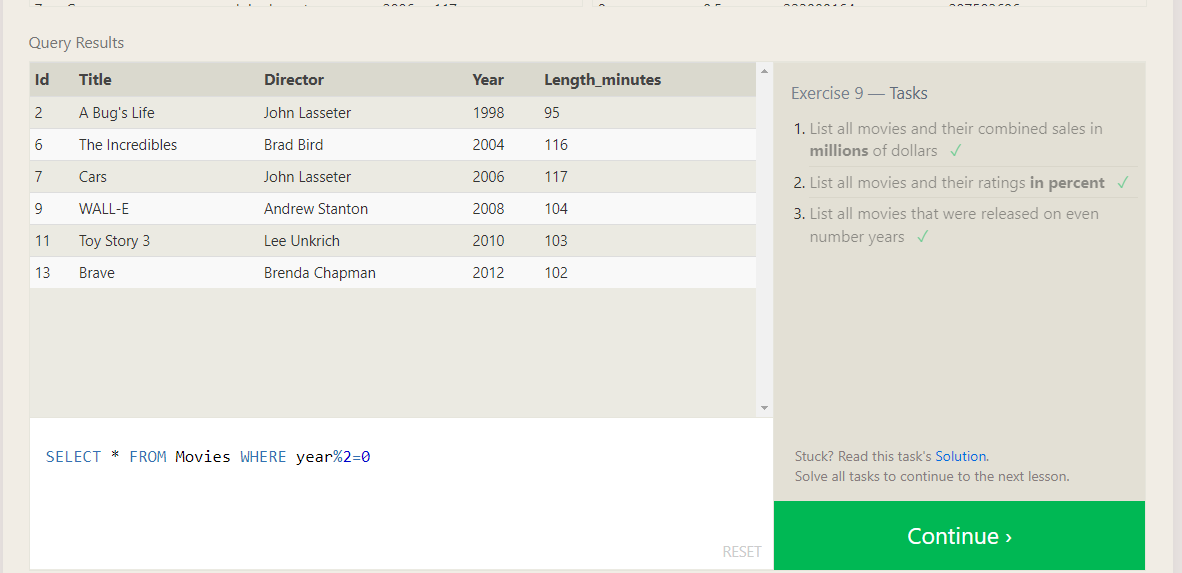 Query Results
Id Title Director Year Length_minutes
2 A Bug's Life John Lasseter 1998 95
6 The Incredibles Brad Bird 2004 116
7 Cars John Lasseter 2006 117
9 WALL-E Andrew Stanton 2008 104
11 Toy Story 3 Lee Unkrich 2010 103
13 Brave Brenda Chapman 2012 102
SELECT * FROM Movies WHERE year%2=0
RESET
Exercise 9 — Tasks
1. List all movies and their combined sales in
millions of dollars ✓
2. List all movies and their ratings in percent ✓
3. List all movies that were released on even
number years ✓
Stuck? Read this task's Solution.
Solve all tasks to continue to the next lesson.
Continue ›